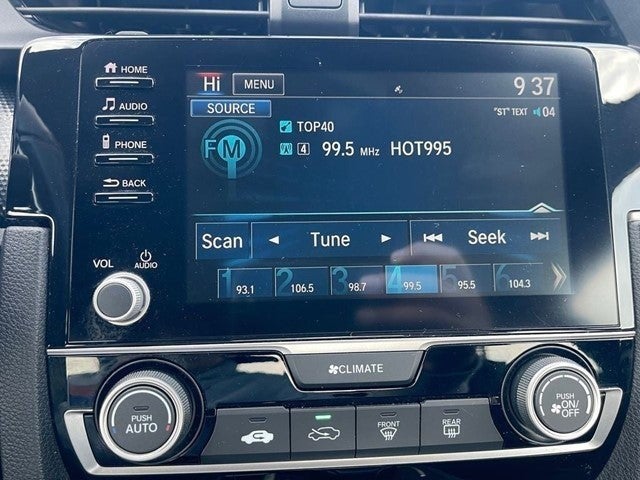 HOME
AUDIO
PHONE
BACK
VOL
AUDIO
Hi MENU 9 37
SOURCE "ST" TEXT 04
FM
TOP40
4 99.5 MHz HOT995
Scan Tune Seek
1 93.1 2 106.5 3 98.7 4 99.5 5 95.5 6 104.3
CLIMATE
PUSH
AUTO
FRONT
REAR
PUSH
ON/
OFF